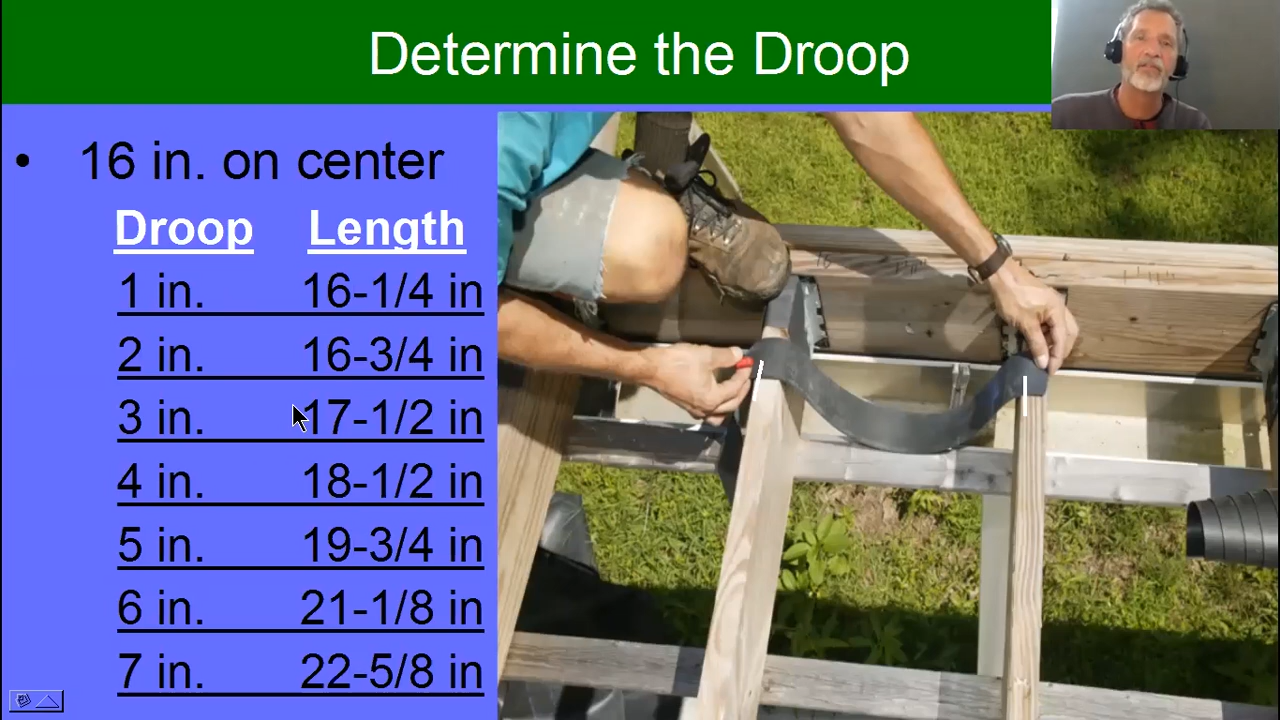 Determine the Droop
• 16 in. on center
Droop Length
1 in. 16-1/4 in
2 in. 16-3/4 in
3 in. 17-1/2 in
4 in. 18-1/2 in
5 in. 19-3/4 in
6 in. 21-1/8 in
7 in. 22-5/8 in